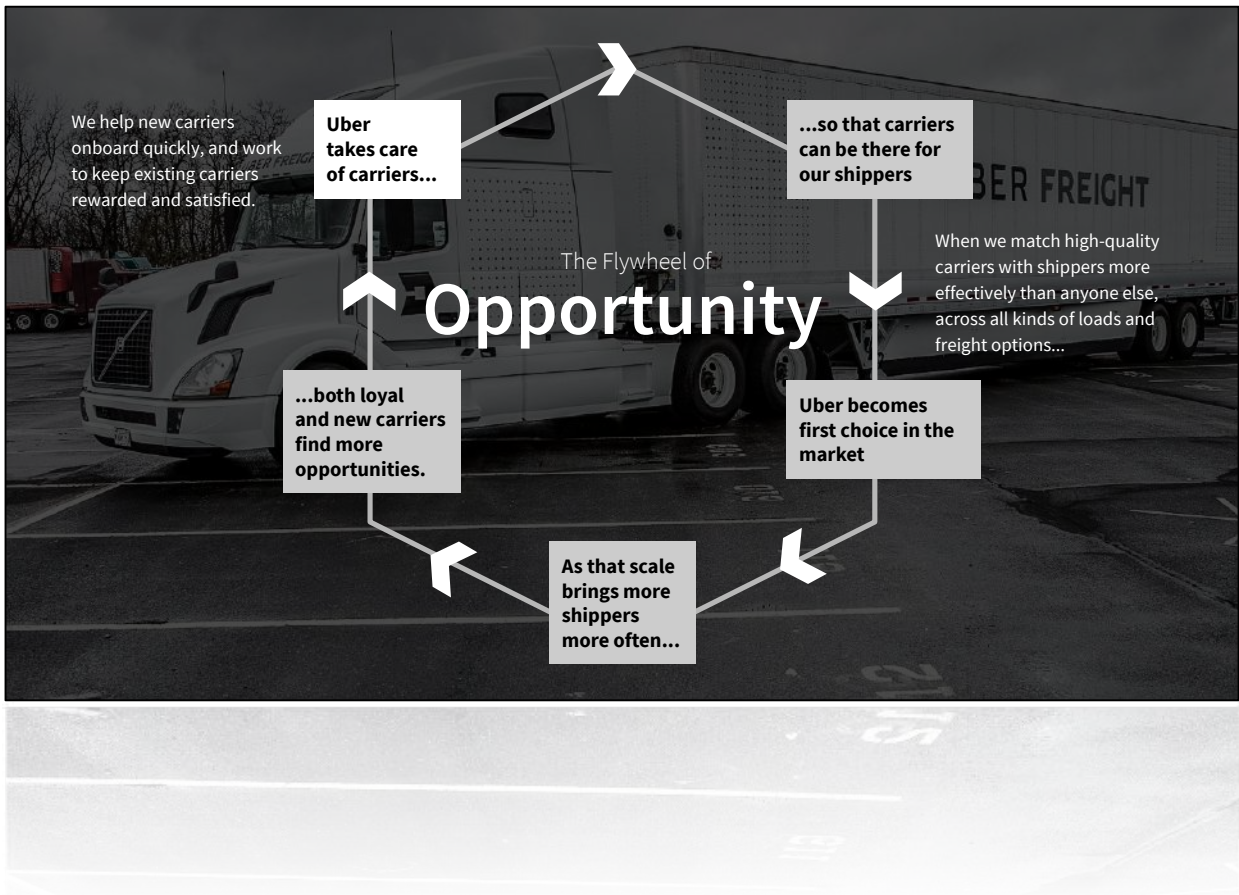 We help new carriers
onboard quickly, and work
to keep existing carriers
rewarded and satisfied.
Uber
takes care
of carriers...
...so that carriers
can be there for
our shippers
BER FREIGHT
When we match high-quality
carriers with shippers more
effectively than anyone else,
across all kinds of loads and
freight options...
The Flywheel of
Opportunity
...both loyal
and new carriers
find more
opportunities.
Uber becomes
first choice in the
market
As that scale
brings more
shippers
more often...